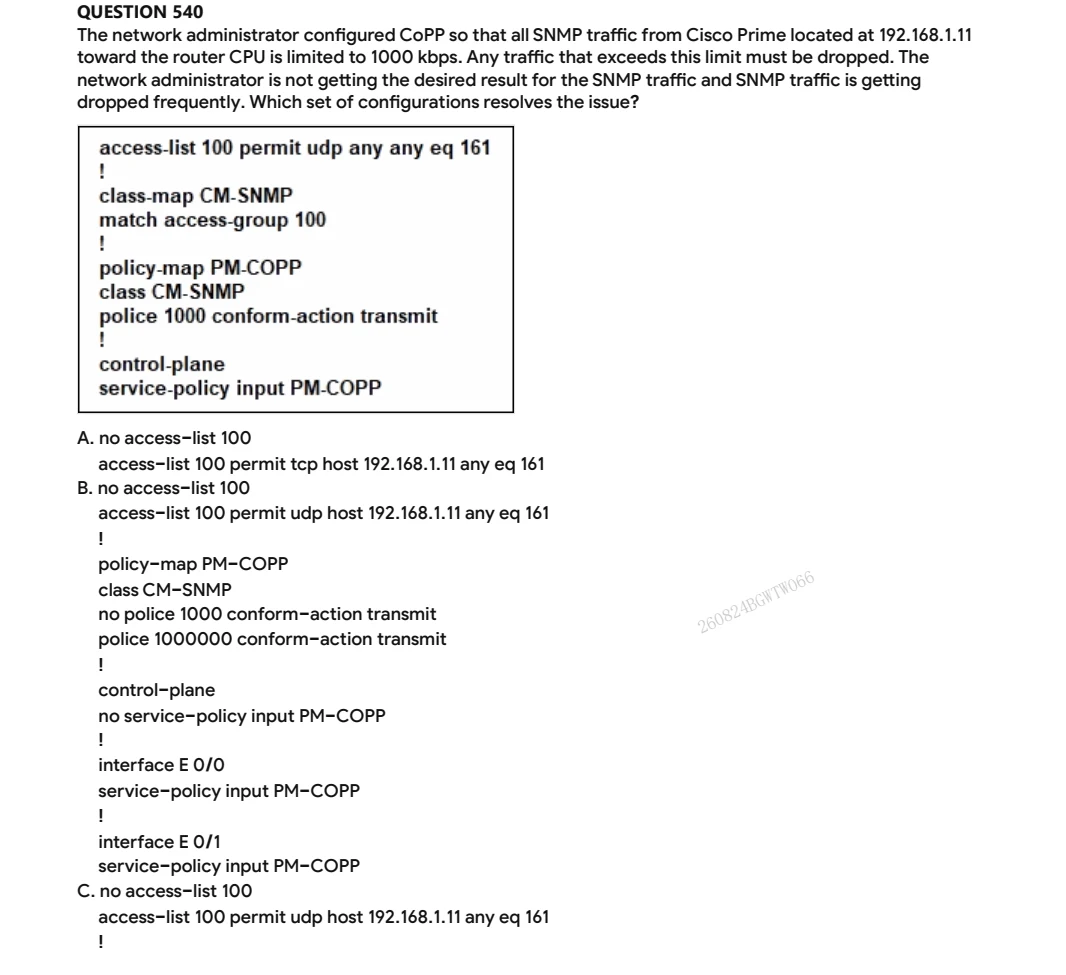 QUESTION 540
The network administrator configured CoPP so that all SNMP traffic from Cisco Prime located at 192.168.1.11
toward the router CPU is limited to 1000 kbps. Any traffic that exceeds this limit must be dropped. The
network administrator is not getting the desired result for the SNMP traffic and SNMP traffic is getting
dropped frequently. Which set of configurations resolves the issue?
access-list 100 permit udp any any eq 161
!
class-map CM-SNMP
match access-group 100
!
policy-map PM-COPP
class CM-SNMP
police 1000 conform-action transmit
!
control-plane
service-policy input PM-COPP
A. no access-list 100
access-list 100 permit tcp host 192.168.1.11 any eq 161
B. no access-list 100
access-list 100 permit udp host 192.168.1.11 any eq 161
!
policy-map PM-COPP
class CM-SNMP
no police 1000 conform-action transmit
police 1000000 conform-action transmit
!
control-plane
no service-policy input PM-COPP
!
interface E 0/0
service-policy input PM-COPP
!
interface E 0/1
service-policy input PM-COPP
C. no access-list 100
access-list 100 permit udp host 192.168.1.11 any eq 161
!
260824BGWTW066